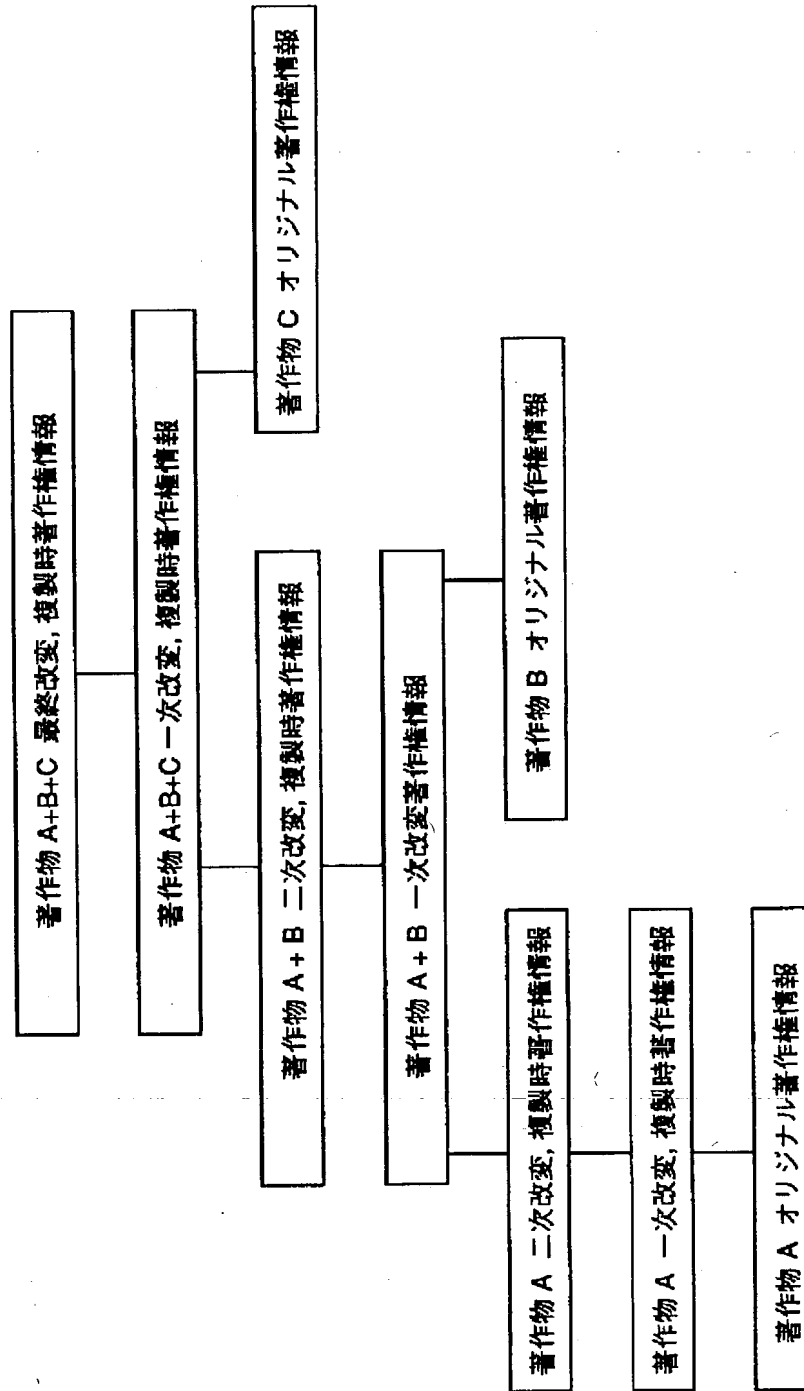 著作物 A+B+C 最終改変, 複製時著作権情報
著作物 A+B+C 一次改変, 複製時著作権情報
著作物 A+B 二次改変, 複製時著作権情報
著作物 C オリジナル著作権情報
著作物 A+B 一次改変著作権情報
著作物 A 二次改変, 複製時著作権情報
著作物 B オリジナル著作権情報
著作物 A 一次改変, 複製時著作権情報
著作物 A オリジナル著作権情報